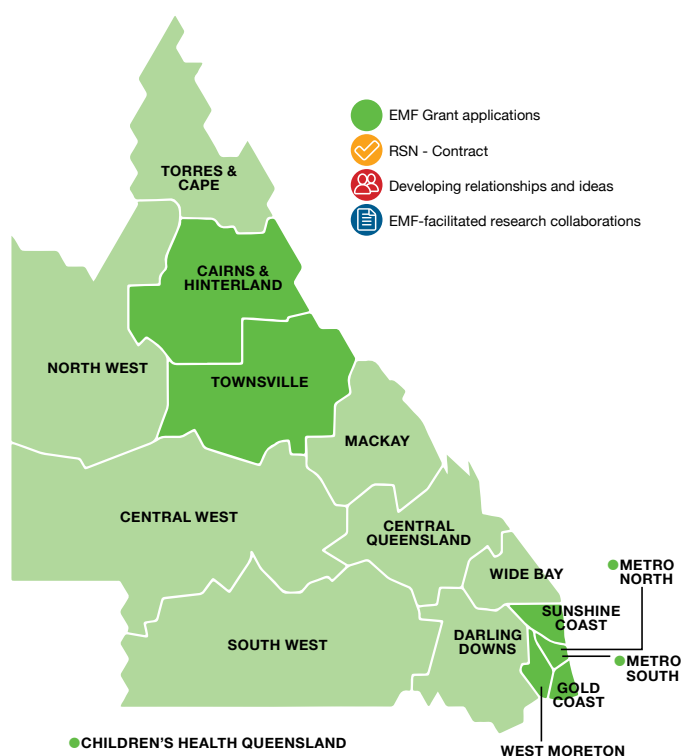 EMF Grant applications
RSN - Contract
Developing relationships and ideas
EMF-facilitated research collaborations
TORRES &
CAPE
CAIRNS &
HINTERLAND
NORTH WEST
TOWNSVILLE
MACKAY
CENTRAL WEST
CENTRAL
QUEENSLAND
WIDE BAY
METRO
NORTH
SUNSHINE
COAST
SOUTH WEST
DARLING
DOWNS
METRO
SOUTH
GOLD
COAST
CHILDREN'S HEALTH QUEENSLAND
WEST MORETON